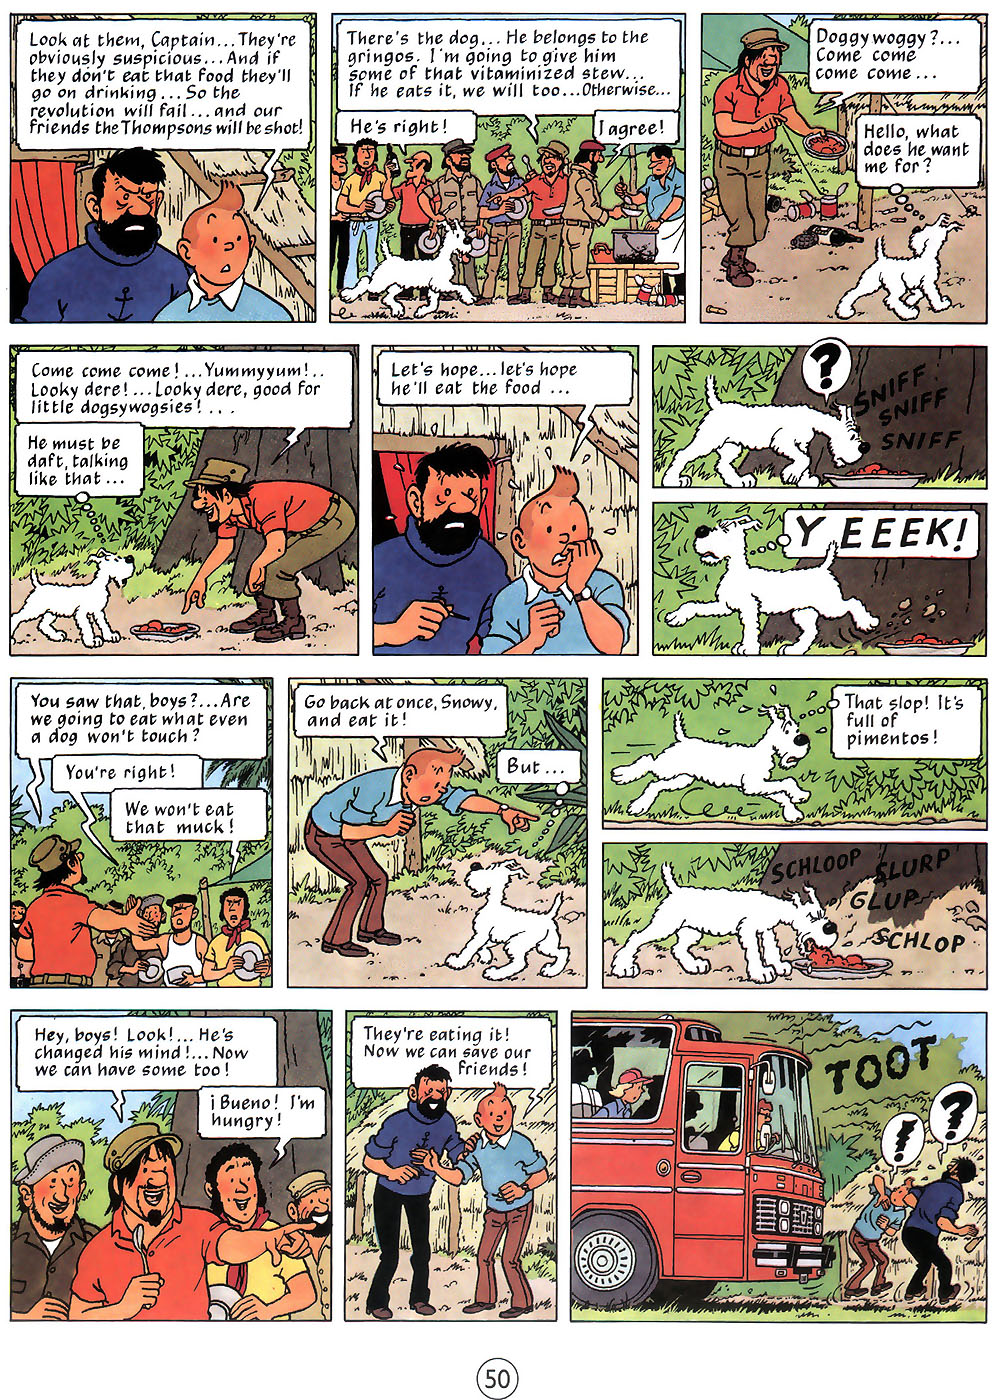 Look at them, Captain... They're
obviously suspicious... And if
they don't eat that food they'll
go on drinking... So the
revolution will fail... and our
friends the Thompsons will be shot!
There's the dog... He belongs to the
gringos. I'm going to give him
some of that vitaminized stew...
If he eats it, we will too...Otherwise...
He's right!
I agree!
Doggywoggy?...
Come come
come come...
Hello, what
does he want
me for?
Come come come!...Yummyyum!..
Looky dere!...Looky dere, good for
little dogsywogsies!...
He must be
daft, talking
like that...
Let's hope...let's hope
he'll eat the food ...
?
SNIFF
SNIFF
SNIFF
YEEEEK!
You saw that, boys?...Are
we going to eat what even
a dog won't touch?
You're right!
We won't eat
that muck!
Go back at once, Snowy,
and eat it!
But...
That slop! It's
full of
pimentos!
SCHLOOP SLURP
GLUP
SCHLOP
Hey, boys! Look!... He's
changed his mind!...Now
we can have some too!
¡Bueno! I'm
hungry!
They're eating it!
Now we can save our
friends!
TOOT
!
?
50